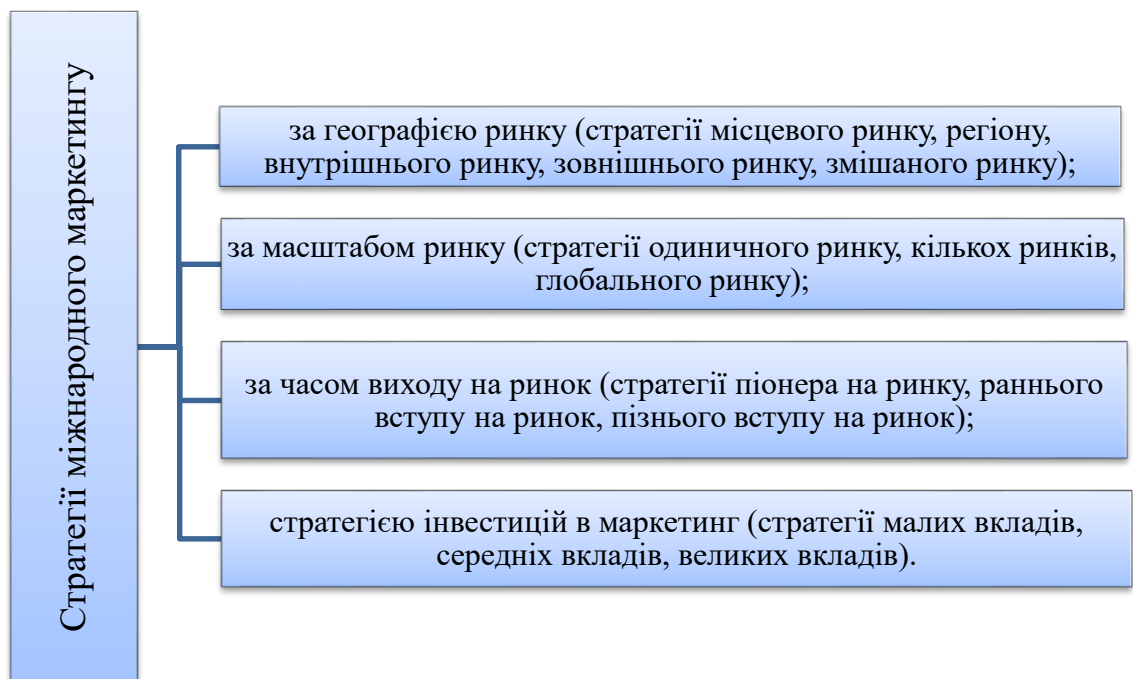 Стратегії міжнародного маркетингу
за географією ринку (стратегії місцевого ринку, регіону,
внутрішнього ринку, зовнішнього ринку, змішаного ринку);
за масштабом ринку (стратегії одиничного ринку, кількох ринків,
глобального ринку);
за часом виходу на ринок (стратегії піонера на ринку, раннього
вступу на ринок, пізнього вступу на ринок);
стратегією інвестицій в маркетинг (стратегії малих вкладів,
середніх вкладів, великих вкладів).